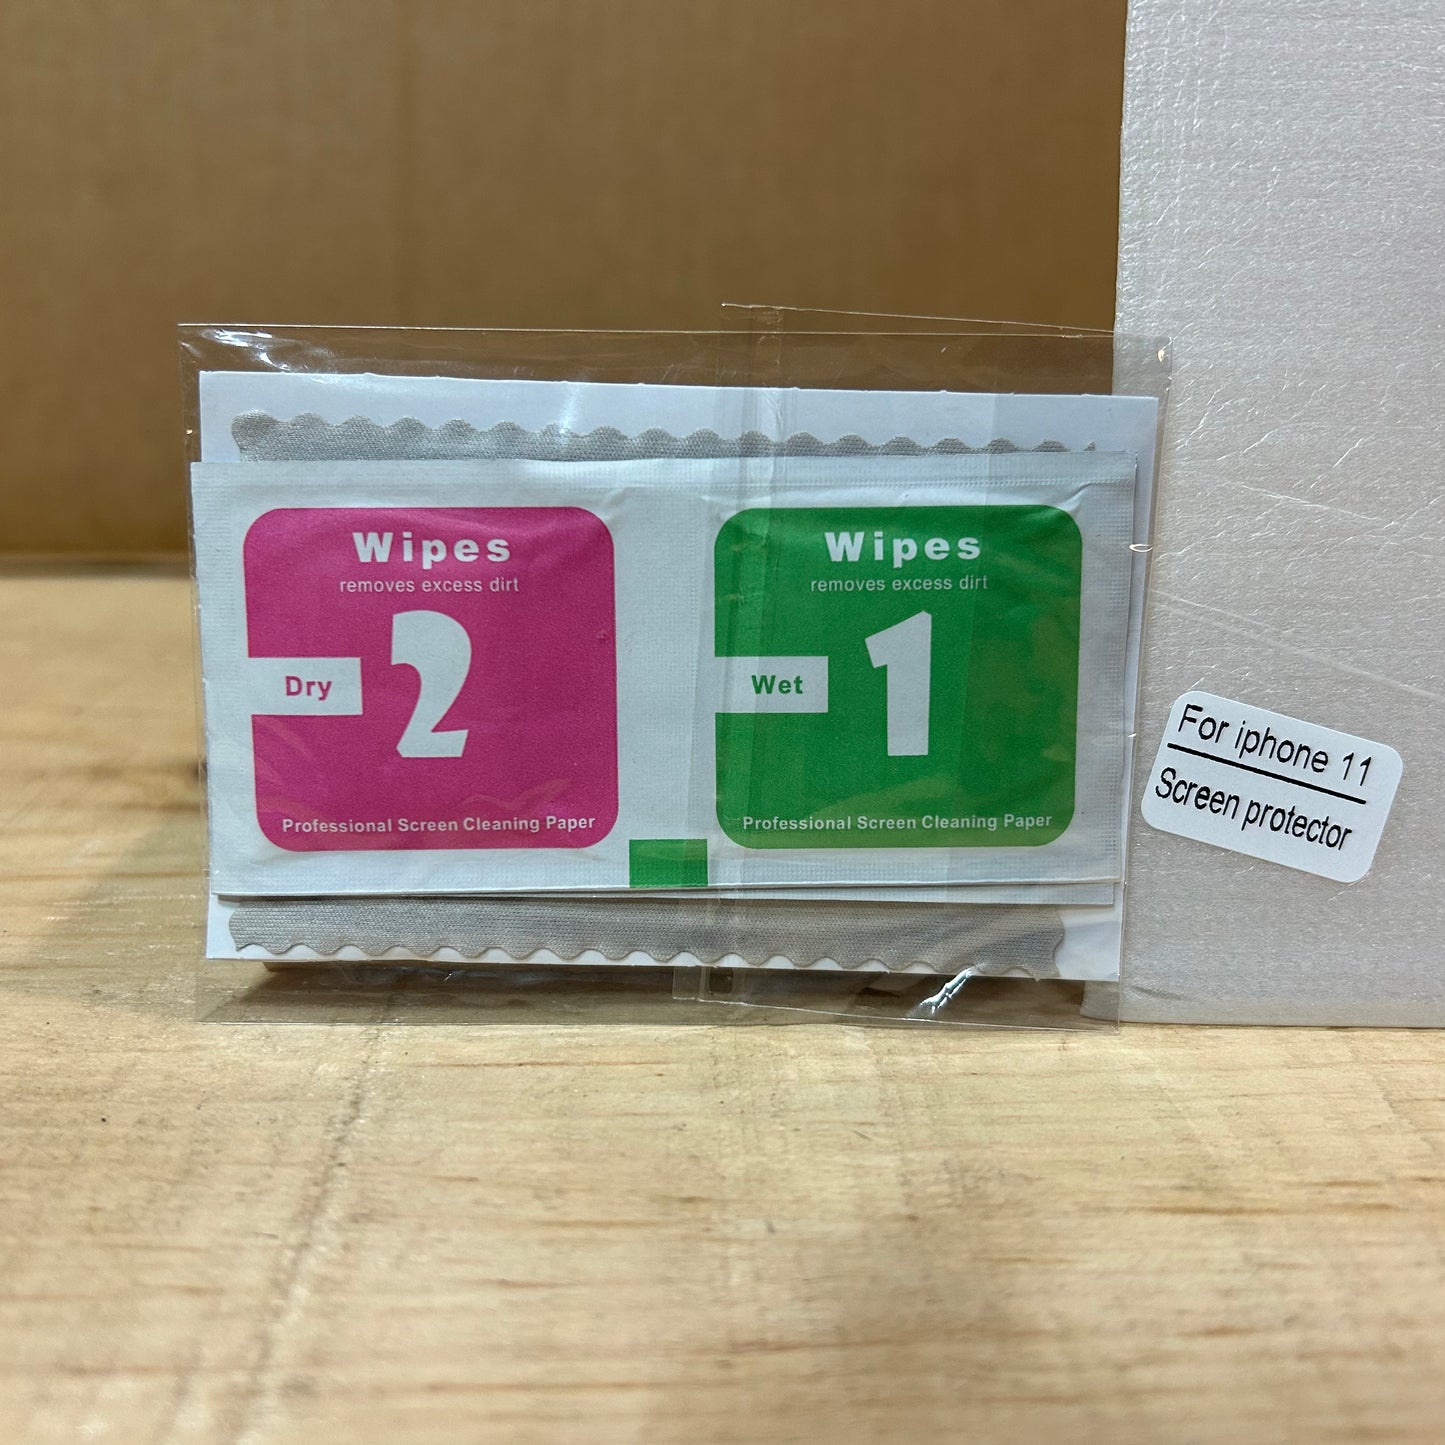 Wipes
removes excess dirt
Dry
2
Professional Screen Cleaning Paper
Wipes
removes excess dirt
Wet
1
Professional Screen Cleaning Paper
For iphone 11
Screen protector